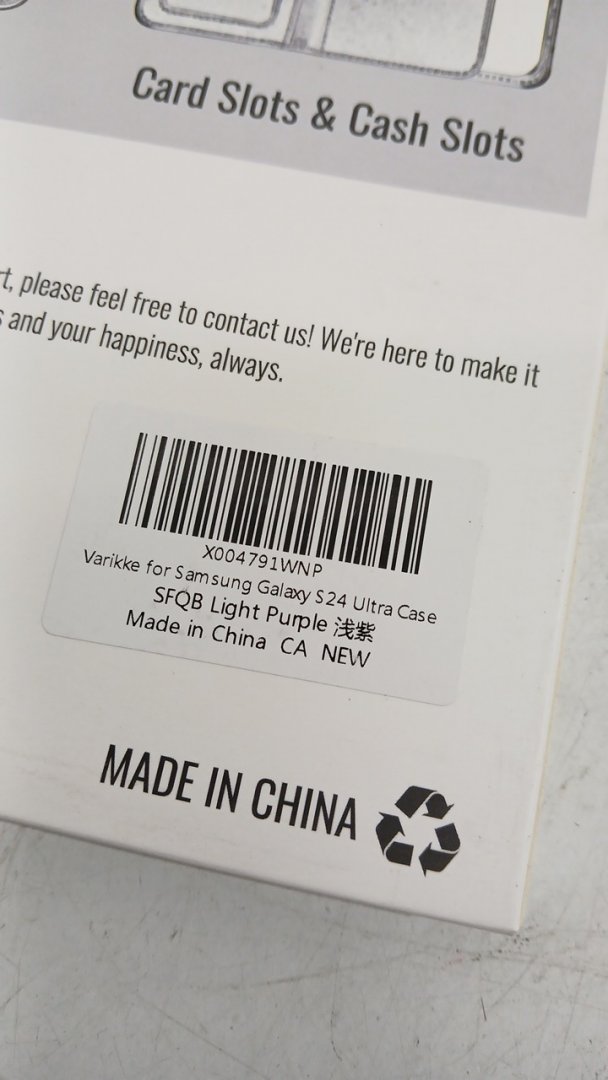 Card Slots & Cash Slots
please feel free to contact us! We're here to make it
and your happiness, always.
X004791WNP
Varikke for Samsung Galaxy S24 Ultra Case
SFQB Light Purple 浅紫
Made in China CA NEW
MADE IN CHINA